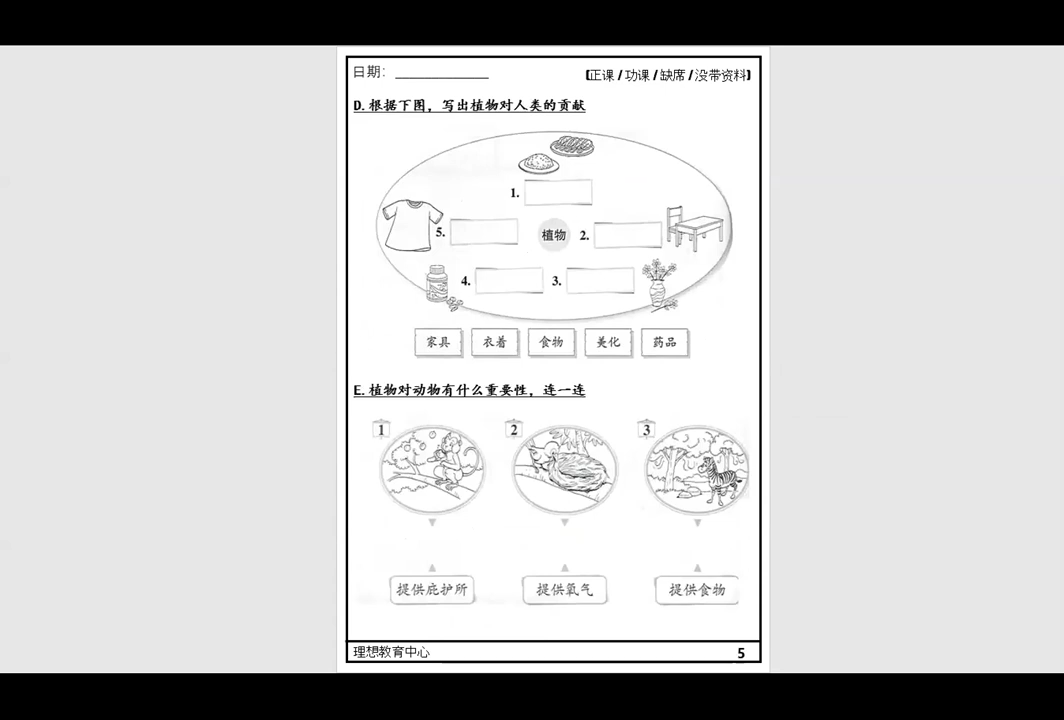 日期： ______________
(正课 / 功课 / 缺席 / 没带资料)
D. 根据下图，写出植物对人类的贡献
1.
5.
植物
2.
4.
3.
家具 衣着 食物 美化 药品
E. 植物对动物有什么重要性，连一连
1 2 3
提供庇护所 提供氧气 提供食物
理想教育中心 5